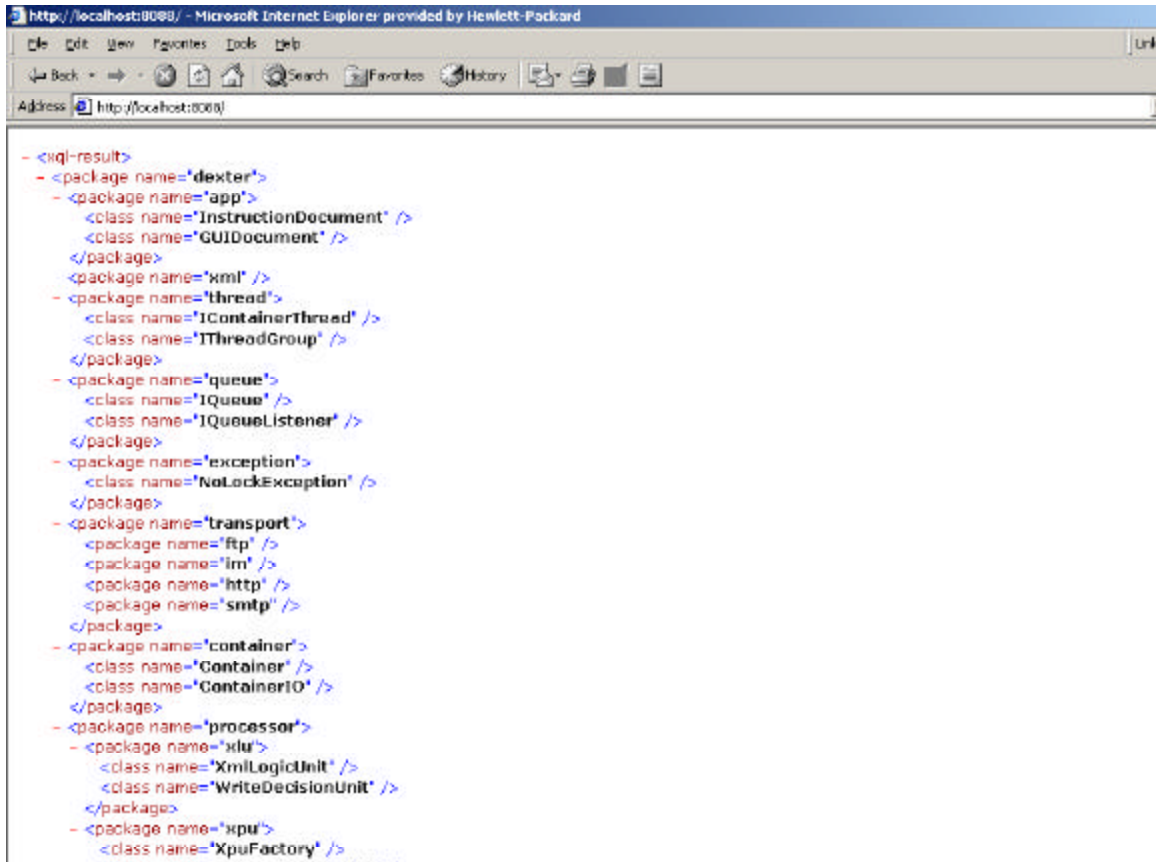 http://localhost:8088/ - Microsoft Internet Explorer provided by Hewlett-Packard
File Edit View Favorites Tools Help
Back Search Favorites History
Address http://localhost:8088/
- <xql-result>
- <package name="dexter">
- <package name="app">
<class name="InstructionDocument" />
<class name="GUIDocument" />
</package>
<package name="xml" />
- <package name="thread">
<class name="IContainerThread" />
<class name="IThreadGroup" />
</package>
- <package name="queue">
<class name="IQueue" />
<class name="IQueueListener" />
</package>
- <package name="exception">
<class name="NoLockException" />
</package>
- <package name="transport">
<package name="ftp" />
<package name="im" />
<package name="http" />
<package name="smtp" />
</package>
- <package name="container">
<class name="Container" />
<class name="ContainerIO" />
</package>
- <package name="processor">
- <package name="xlu">
<class name="XmlLogicUnit" />
<class name="WriteDecisionUnit" />
</package>
- <package name="xpu">
<class name="XpuFactory" />